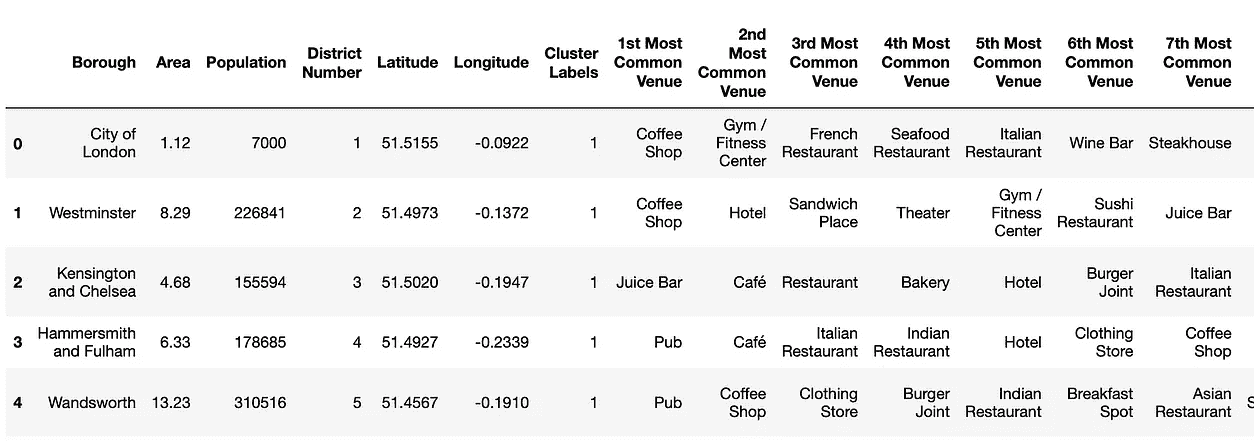 Borough Area Population District Number Latitude Longitude Cluster Labels 1st Most Common Venue 2nd Most Common Venue 3rd Most Common Venue 4th Most Common Venue 5th Most Common Venue 6th Most Common Venue 7th Most Common Venue
0 City of London 1.12 7000 1 51.5155 -0.0922 1 Coffee Shop Gym / Fitness Center French Restaurant Seafood Restaurant Italian Restaurant Wine Bar Steakhouse
1 Westminster 8.29 226841 2 51.4973 -0.1372 1 Coffee Shop Hotel Sandwich Place Theater Gym / Fitness Center Sushi Restaurant Juice Bar
2 Kensington and Chelsea 4.68 155594 3 51.5020 -0.1947 1 Juice Bar Café Restaurant Bakery Hotel Burger Joint Italian Restaurant
3 Hammersmith and Fulham 6.33 178685 4 51.4927 -0.2339 1 Pub Café Italian Restaurant Indian Restaurant Hotel Clothing Store Coffee Shop
4 Wandsworth 13.23 310516 5 51.4567 -0.1910 1 Pub Coffee Shop Clothing Store Burger Joint Indian Restaurant Breakfast Spot Asian Restaurant